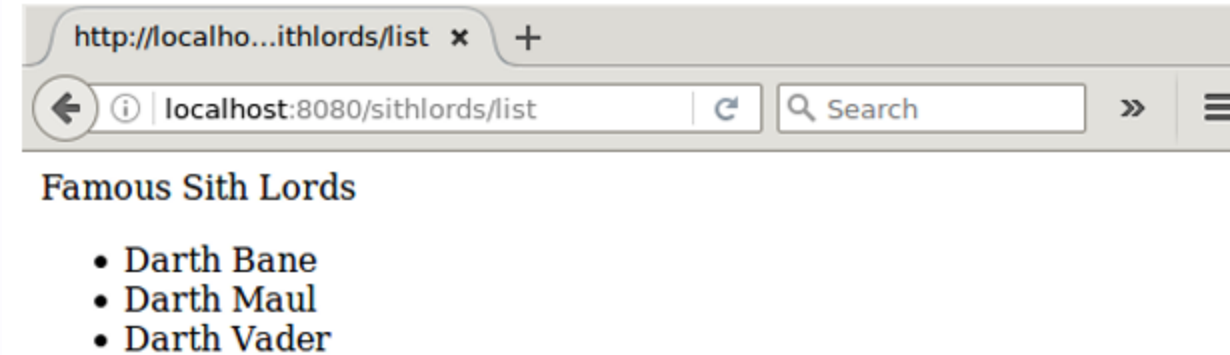 http://localho...ithlords/list
localhost:8080/sithlords/list
Search
Famous Sith Lords
Darth Bane
Darth Maul
Darth Vader